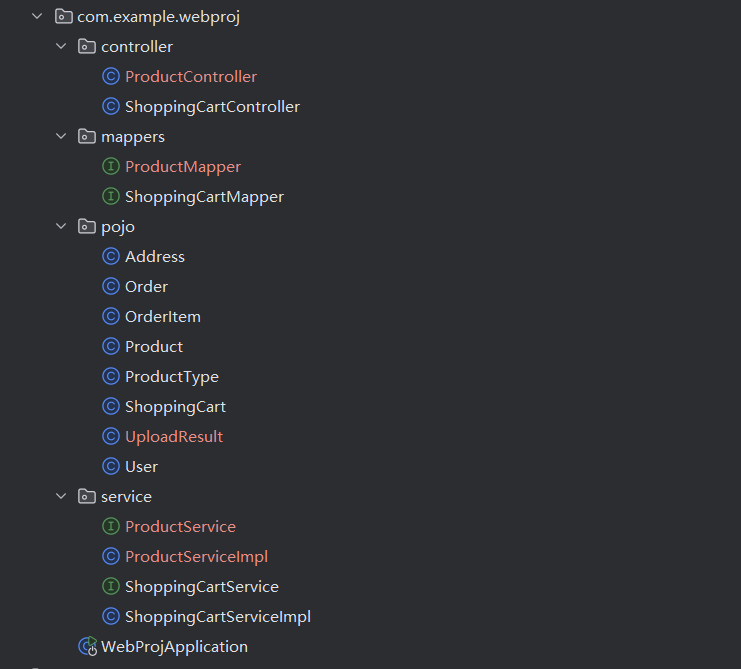 com.example.webproj
controller
ProductController
ShoppingCartController
mappers
ProductMapper
ShoppingCartMapper
pojo
Address
Order
OrderItem
Product
ProductType
ShoppingCart
UploadResult
User
service
ProductService
ProductServiceImpl
ShoppingCartService
ShoppingCartServiceImpl
WebProjApplication